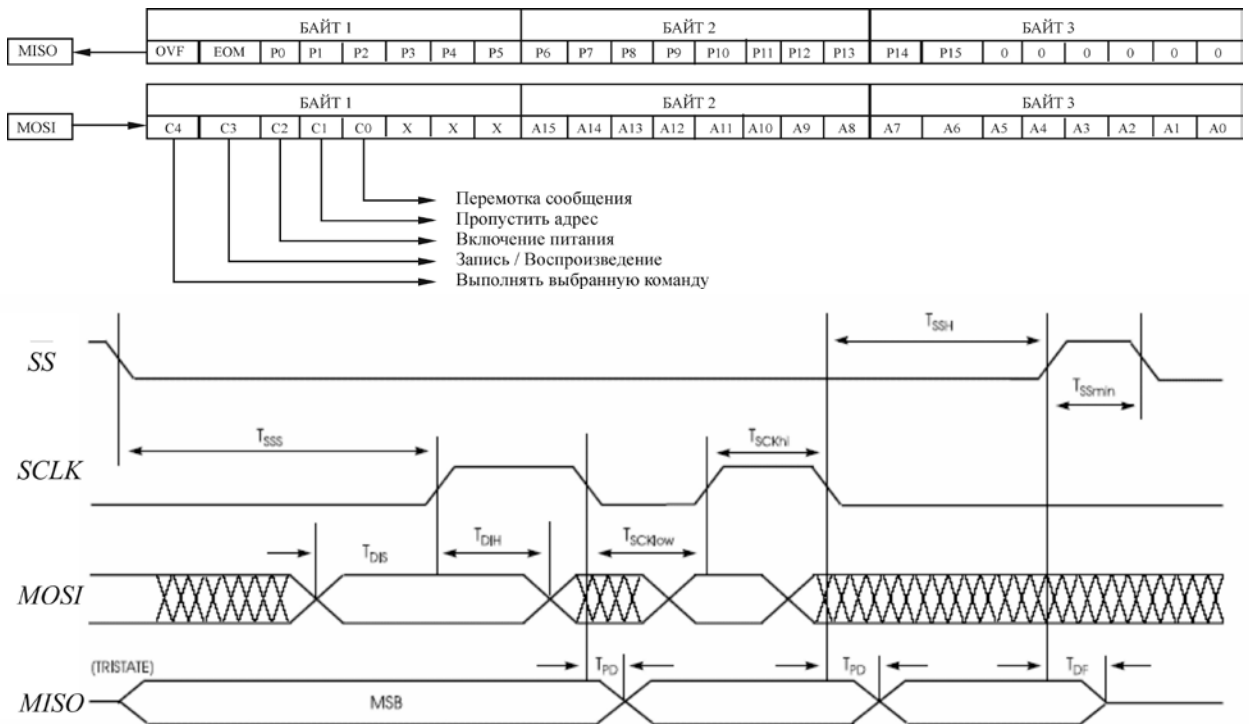 БАЙТ 1 БАЙТ 2 БАЙТ 3
MISO OVF EOM P0 P1 P2 P3 P4 P5 P6 P7 P8 P9 P10 P11 P12 P13 P14 P15 0 0 0 0 0 0
БАЙТ 1 БАЙТ 2 БАЙТ 3
MOSI C4 C3 C2 C1 C0 X X X A15 A14 A13 A12 A11 A10 A9 A8 A7 A6 A5 A4 A3 A2 A1 A0
Перемотка сообщения
Пропустить адрес
Включение питания
Запись / Воспроизведение
Выполнять выбранную команду
TSSH
SS
TSSmin
TSSS TSCKhi
SCLK
TDIS TDIH TSCKlow
MOSI
(TRISTATE) TPD TPD TDF
MISO MSB